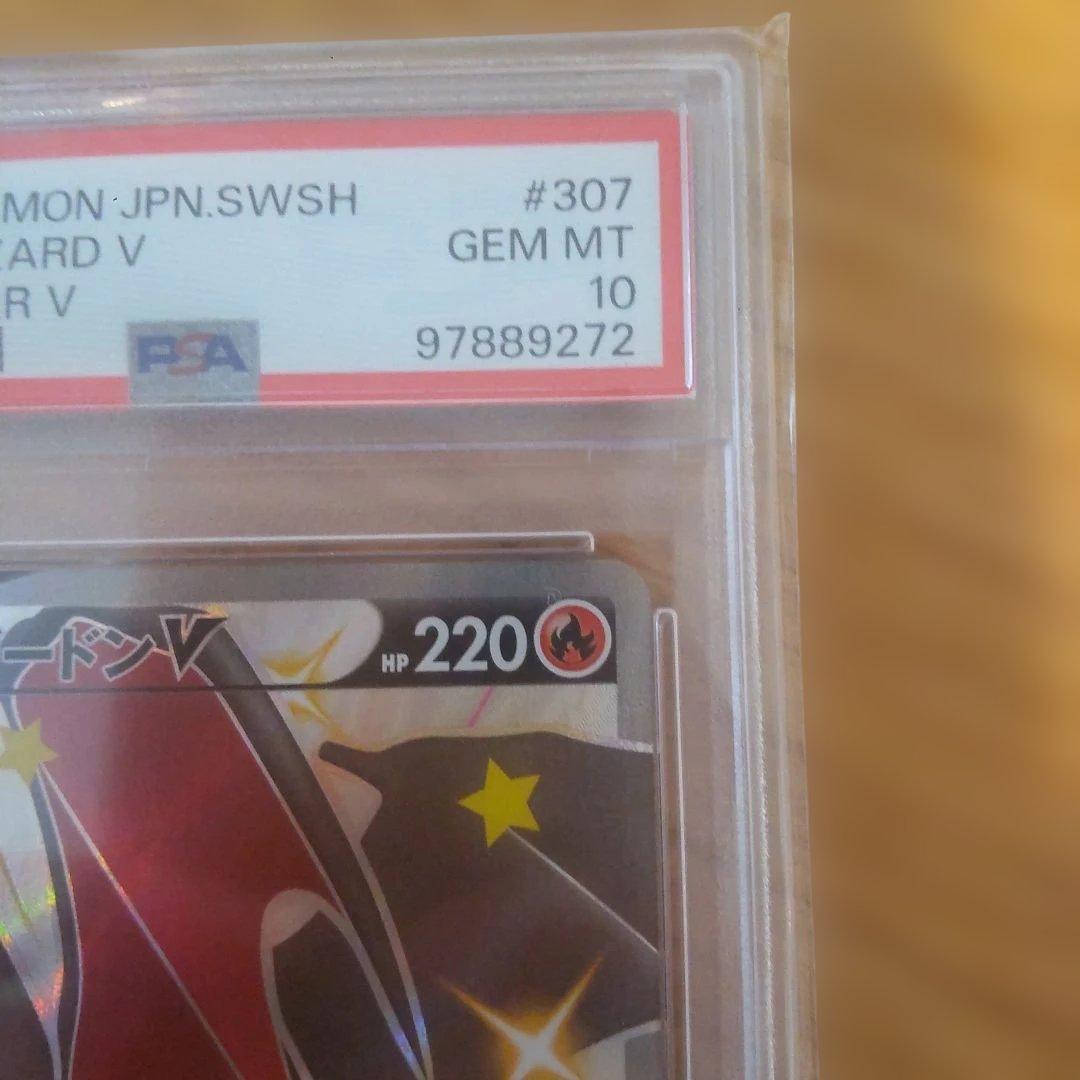 MON JPN.SWSH #307
ZARD V GEM MT
R V 10
PSA 97889272
ードンV HP 220